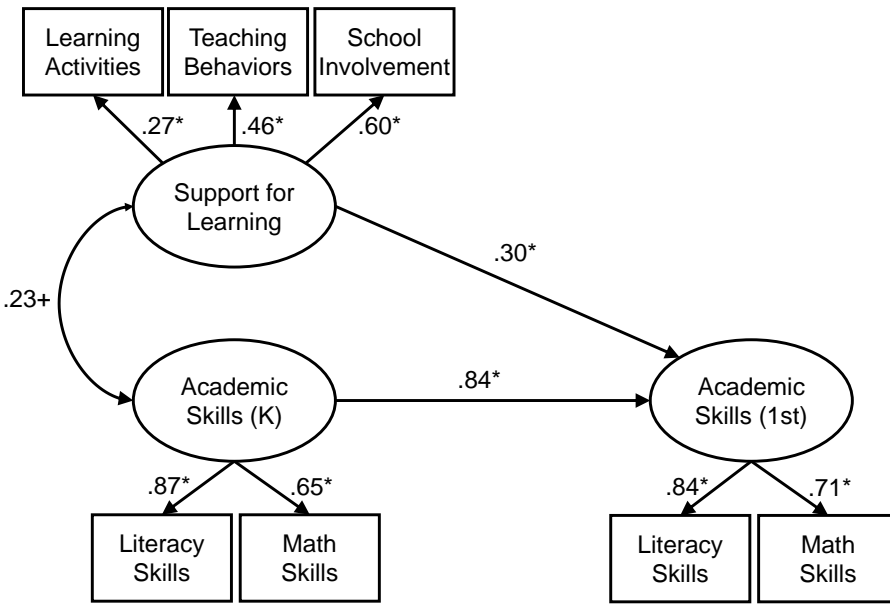 Learning
Activities
Teaching
Behaviors
School
Involvement
.27*
.46*
.60*
Support for
Learning
.30*
.23+
Academic
Skills (K)
.84*
Academic
Skills (1st)
.87*
.65*
.84*
.71*
Literacy
Skills
Math
Skills
Literacy
Skills
Math
Skills